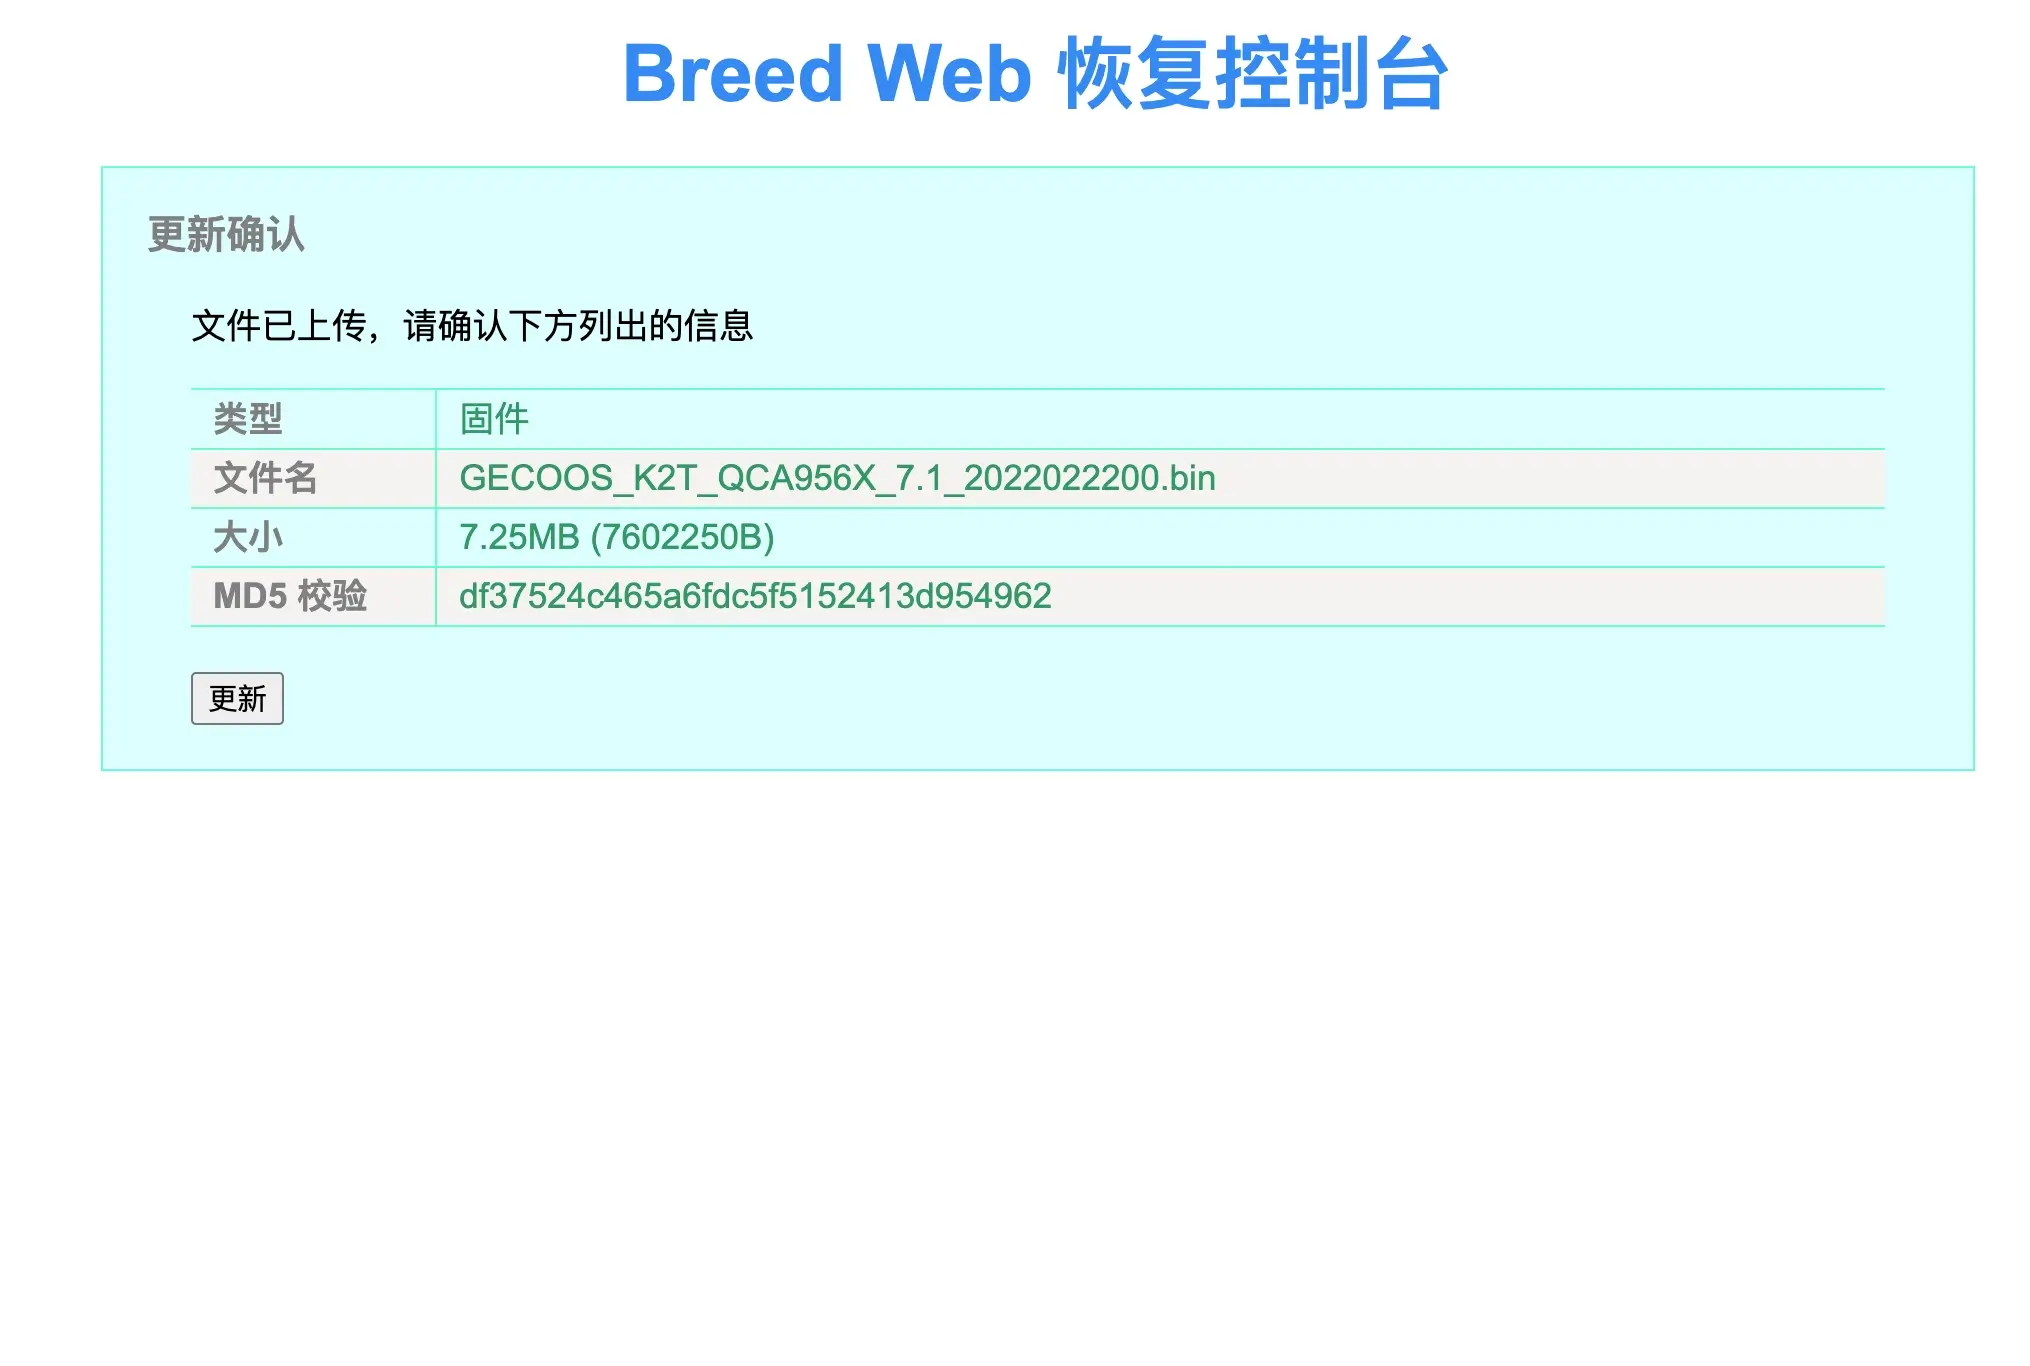 Breed Web 恢复控制台
更新确认
文件已上传，请确认下方列出的信息
类型 固件
文件名 GECOOS_K2T_QCA956X_7.1_2022022200.bin
大小 7.25MB (7602250B)
MD5 校验 df37524c465a6fdc5f5152413d954962
更新